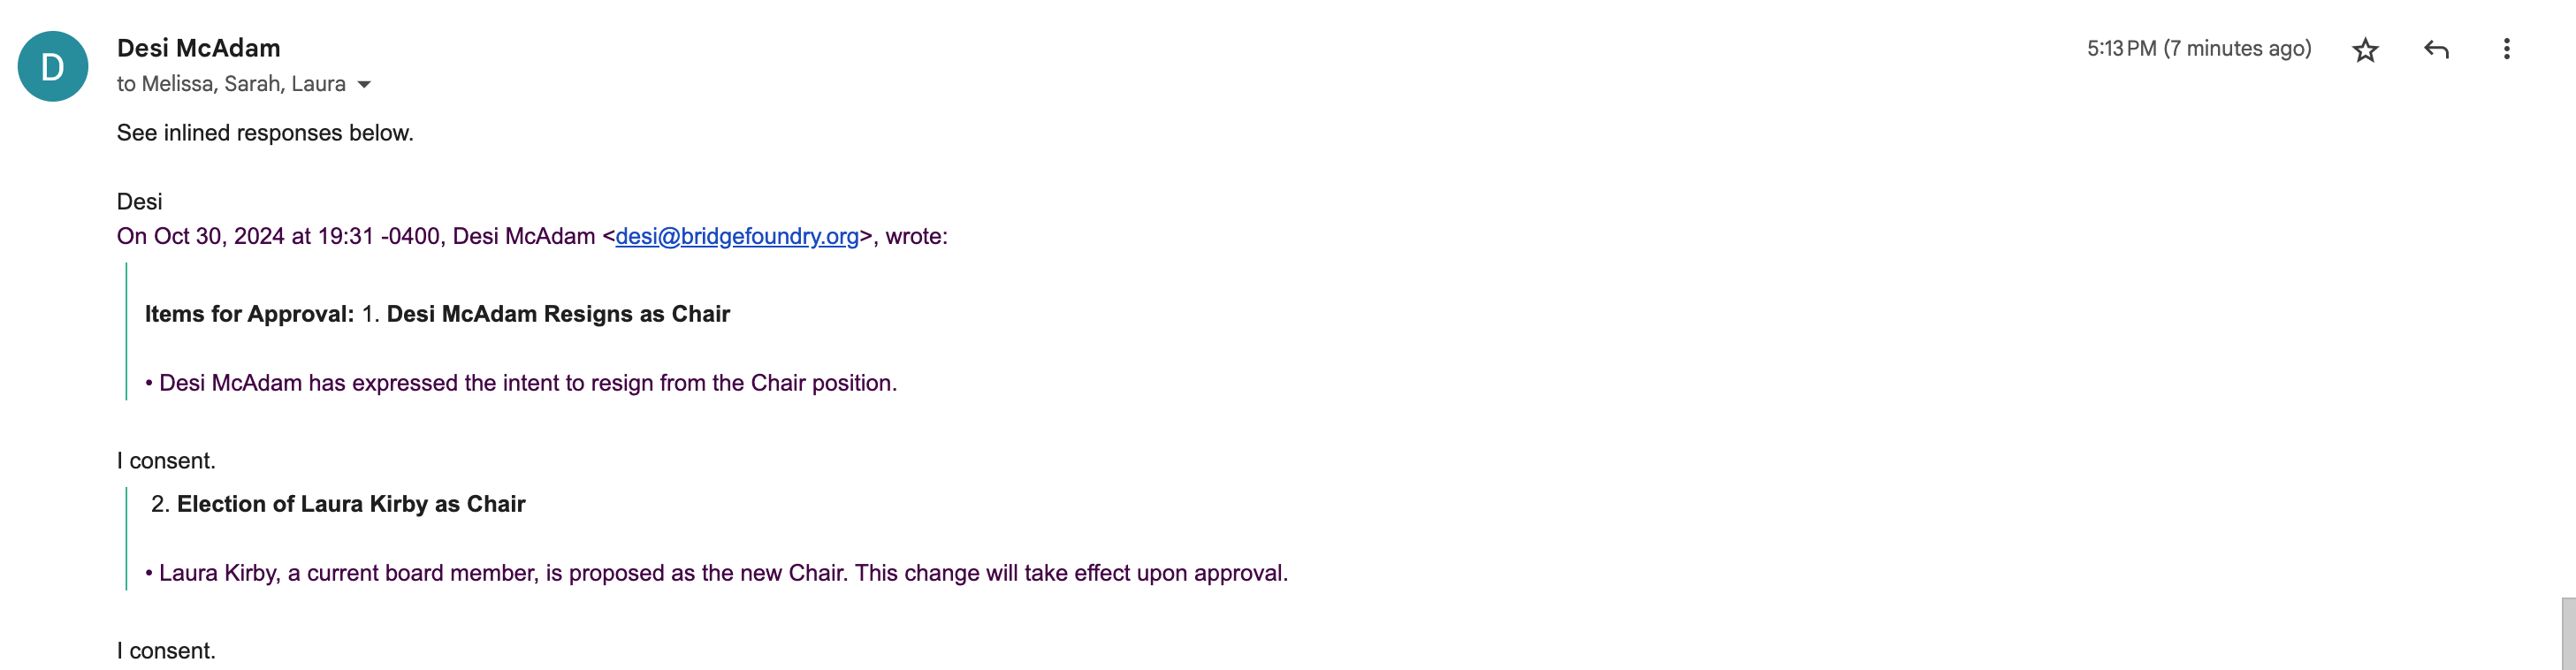 D
Desi McAdam
5:13 PM (7 minutes ago)
to Melissa, Sarah, Laura
See inlined responses below.
Desi
On Oct 30, 2024 at 19:31 -0400, Desi McAdam <desi@bridgefoundry.org>, wrote:
Items for Approval: 1. Desi McAdam Resigns as Chair
• Desi McAdam has expressed the intent to resign from the Chair position.
I consent.
2. Election of Laura Kirby as Chair
• Laura Kirby, a current board member, is proposed as the new Chair. This change will take effect upon approval.
I consent.